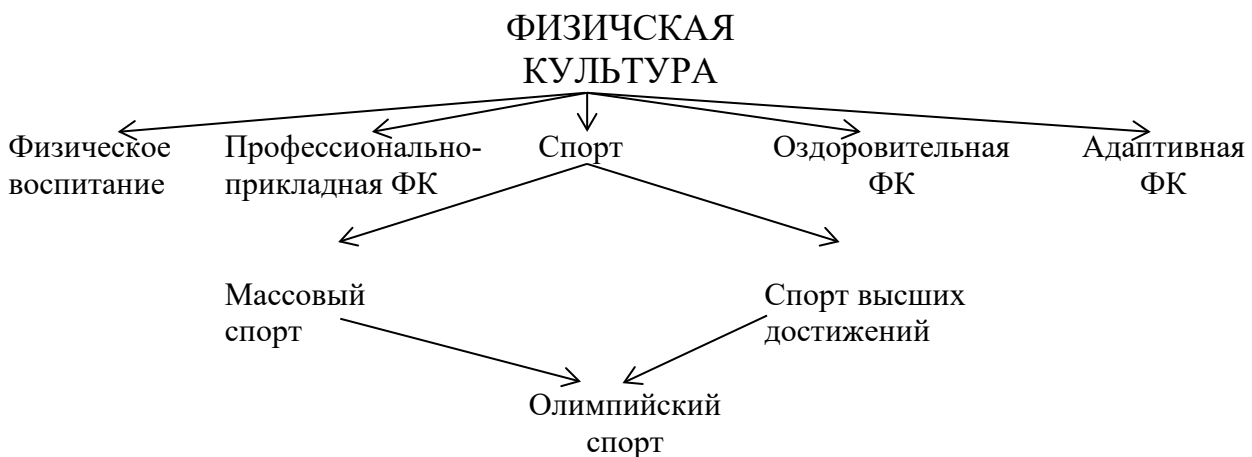 ФИЗИЧСКАЯ
КУЛЬТУРА
Физическое
воспитание
Профессионально-
прикладная ФК
Спорт
Оздоровительная
ФК
Адаптивная
ФК
Массовый
спорт
Спорт высших
достижений
Олимпийский
спорт